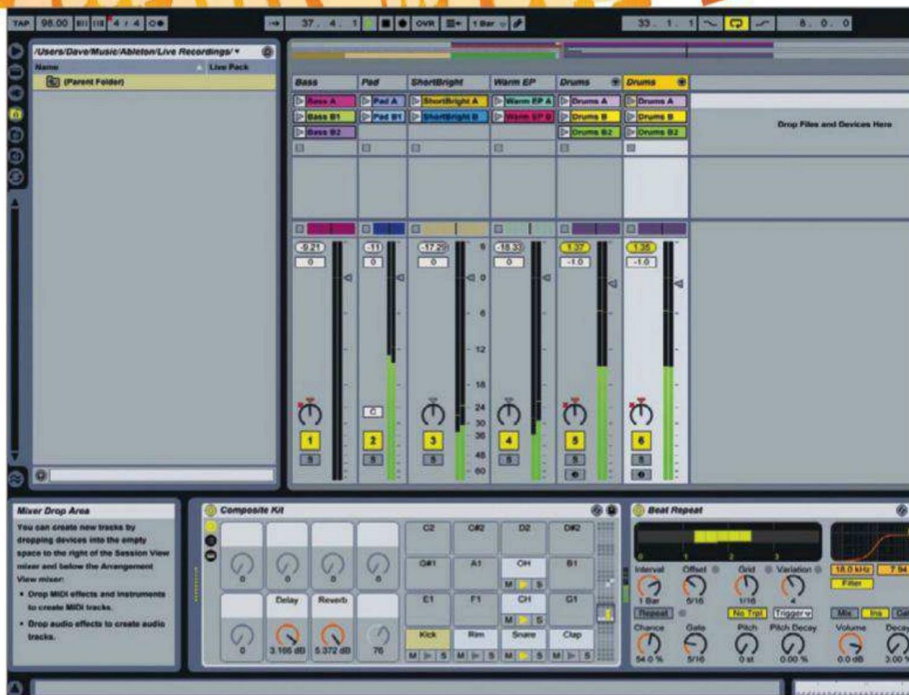 TAP 98.00 4 / 4 37 . 4 . 1 OVR 1 Bar 33 . 1 . 1 8 . 0 . 0
/Users/Dave/Music/Ableton/Live Recordings/
Name Live Pack
(Parent Folder)
Bass Pad ShortBright Warm EP Drums Drums
Bass A Pad A ShortBright A Warm EP A Drums A Drums A
Bass B1 Pad B1 ShortBright B Warm EP B Drums B Drums B
Bass B2 Drums B2 Drums B2
Drop Files and Devices Here
-9.21 -11 -17.29 6 -18.33 1.37 1.35
0 0 0 0 0 -1.0 -1.0
6
12
18
24
30
36
48
60
C
1 2 3 4 5 6
S S S S S S
Mixer Drop Area
You can create new tracks by
dropping devices into the empty
space to the right of the Session View
mixer and below the Arrangement
View mixer:
• Drop MIDI effects and instruments
to create MIDI tracks.
• Drop audio effects to create audio
tracks.
Composite Kit
0 0 0 0
Delay Reverb
0 3.166 dB 5.372 dB 76
C2 C#2 D2 D#2
G#1 A1 OH B1
M S
E1 F1 CH G1
M S
Kick Rim Snare Clap
M S M S M S M S
Beat Repeat
0 1 2 3
Interval Offset Grid Variation
1 Bar 5/16 1/16 4
Repeat No Trpl Trigger
Chance Gate Pitch Pitch Decay
54.0 % 5/16 0 st 0.00 %
18.0 kHz 7.94
Filter
Mix Ins Gat
Volume Decay
0.0 dB 3.00 %